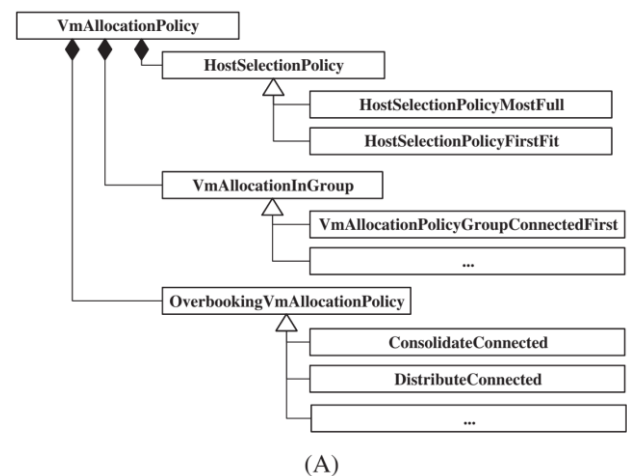 VmAllocationPolicy
HostSelectionPolicy
HostSelectionPolicyMostFull
HostSelectionPolicyFirstFit
VmAllocationInGroup
VmAllocationPolicyGroupConnectedFirst
...
OverbookingVmAllocationPolicy
ConsolidateConnected
DistributeConnected
...
(A)